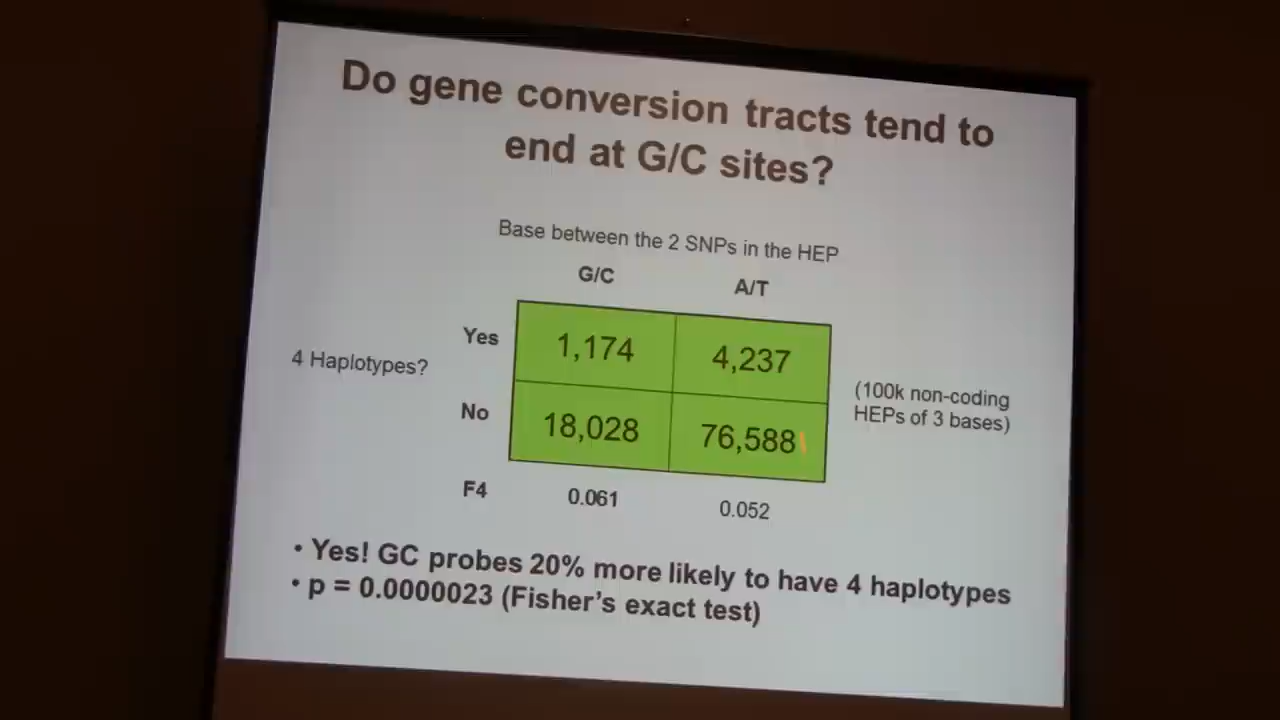 Do gene conversion tracts tend to
end at G/C sites?
Base between the 2 SNPs in the HEP
G/C A/T
Yes 1,174 4,237
4 Haplotypes?
(100k non-coding
HEPs of 3 bases)
No 18,028 76,588
F4 0.061 0.052
• Yes! GC probes 20% more likely to have 4 haplotypes
• p = 0.0000023 (Fisher's exact test)